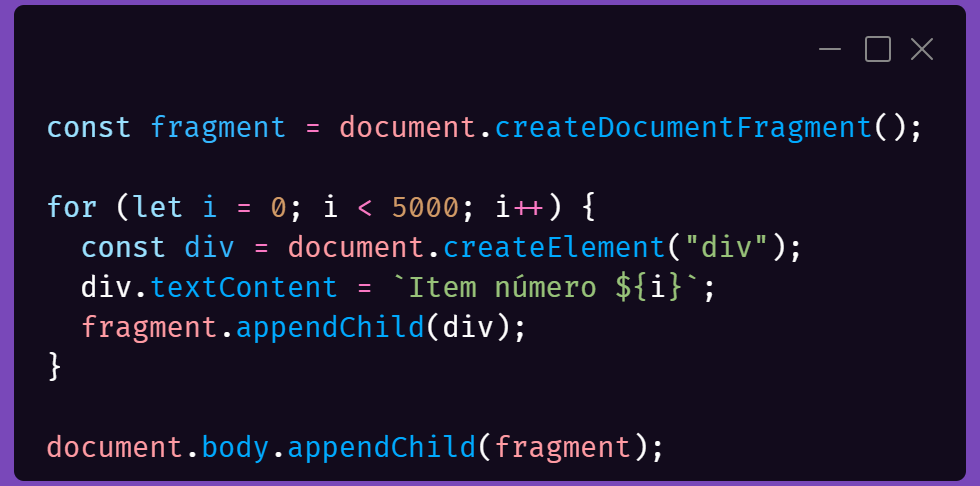 const fragment = document.createDocumentFragment();
for (let i = 0; i < 5000; i++) {
  const div = document.createElement("div");
  div.textContent = `Item número ${i}`;
  fragment.appendChild(div);
}
document.body.appendChild(fragment);